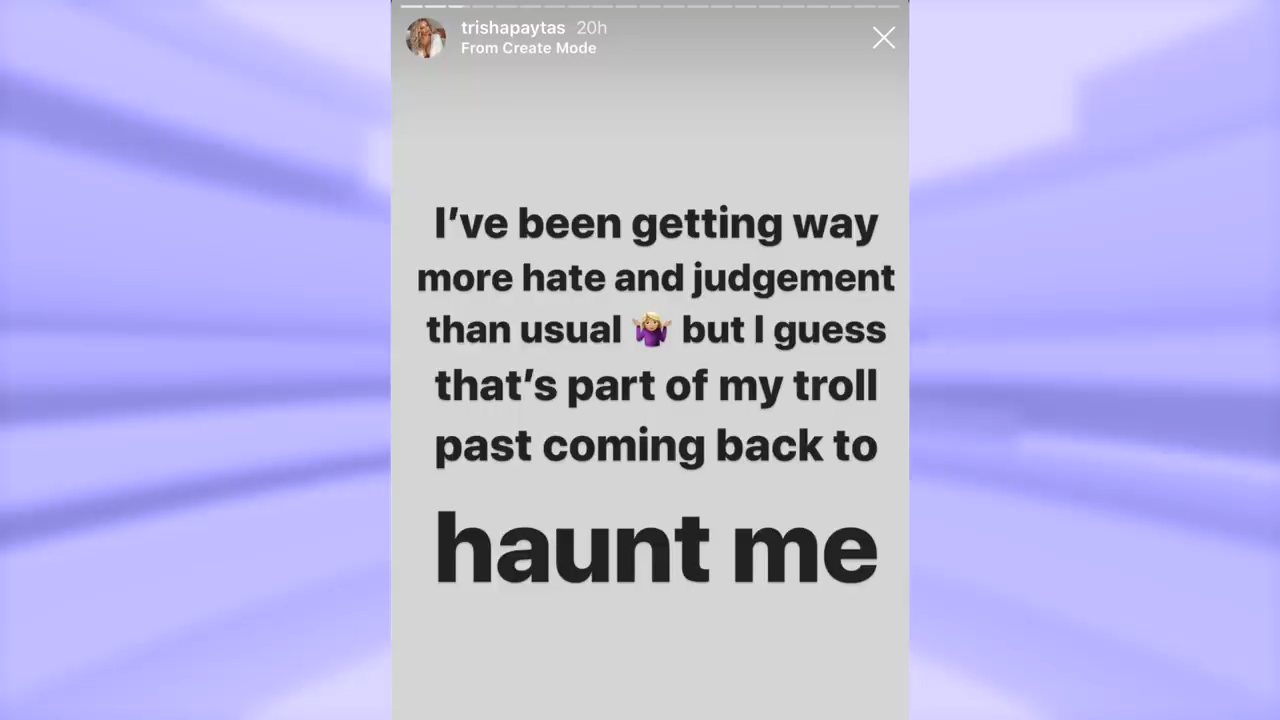 trishapaytas 20h
From Create Mode
I’ve been getting way
more hate and judgement
than usual 🤷🏼‍♀️ but I guess
that’s part of my troll
past coming back to
haunt me